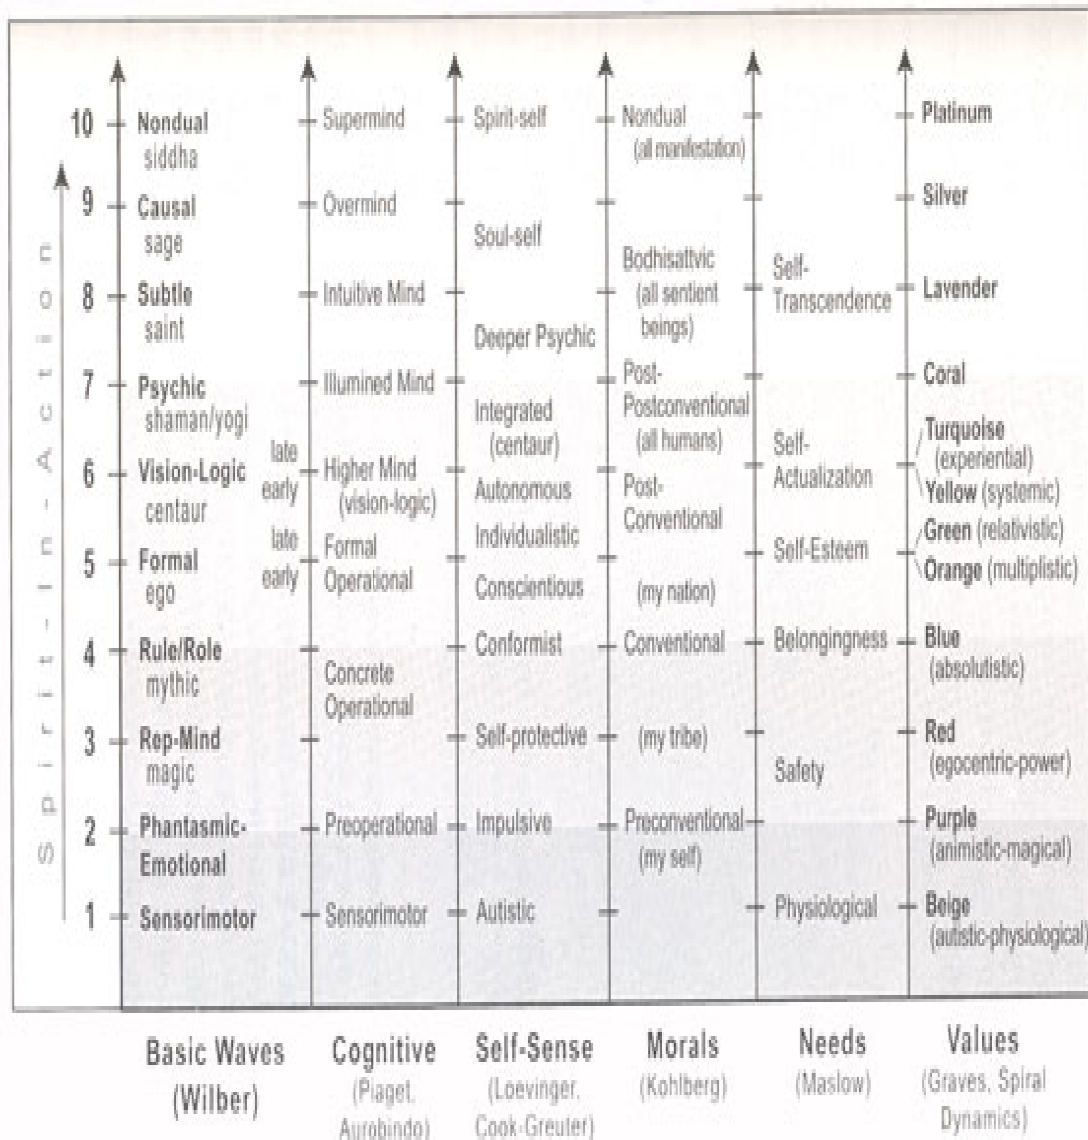 Spirit-in-Action
10
9
8
7
6
5
4
3
2
1
Nondual
siddha
Causal
sage
Subtle
saint
Psychic
shaman/yogi
Vision-Logic
centaur
Formal
ego
Rule/Role
mythic
Rep-Mind
magic
Phantasmic-
Emotional
Sensorimotor
Basic Waves
(Wilber)
Supermind
Overmind
Intuitive Mind
Illumined Mind
late
early
Higher Mind
(vision-logic)
late
early
Formal
Operational
Concrete
Operational
Preoperational
Sensorimotor
Cognitive
(Piaget,
Aurobindo)
Spirit-self
Soul-self
Deeper Psychic
Integrated
(centaur)
Autonomous
Individualistic
Conscientious
Conformist
Self-protective
Impulsive
Autistic
Self-Sense
(Loevinger,
Cook-Greuter)
Nondual
(all manifestation)
Bodhisattvic
(all sentient
beings)
Post-
Postconventional
(all humans)
Post-
Conventional
(my nation)
Conventional
(my tribe)
Preconventional
(my self)
Morals
(Kohlberg)
Self-
Transcendence
Self-
Actualization
Self-Esteem
Belongingness
Safety
Physiological
Needs
(Maslow)
Platinum
Silver
Lavender
Coral
Turquoise
(experiential)
Yellow (systemic)
Green (relativistic)
Orange (multiplistic)
Blue
(absolutistic)
Red
(egocentric-power)
Purple
(animistic-magical)
Beige
(autistic-physiological)
Values
(Graves, Spiral
Dynamics)